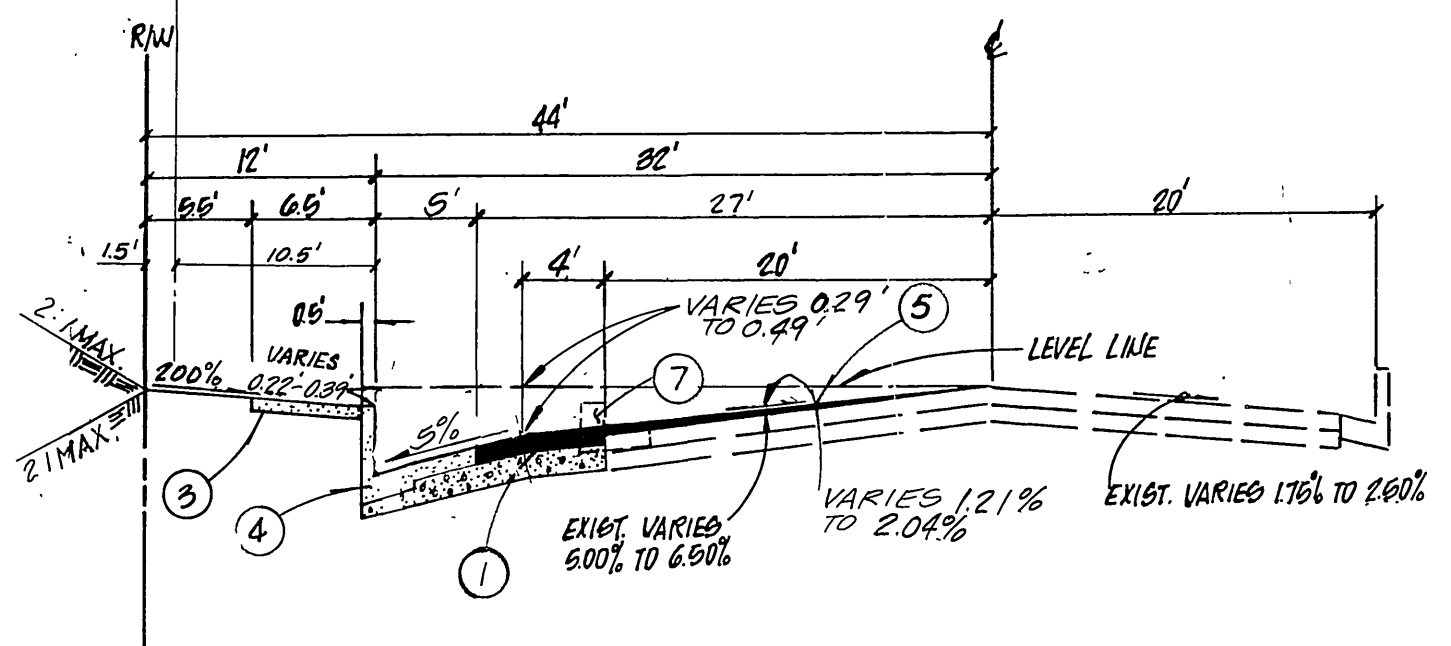 R/W
℄
44'
12'
32'
5.5'
6.5'
5'
27'
20'
1.5'
10.5'
4'
20'
0.5'
VARIES 0.29'
TO 0.49'
5
LEVEL LINE
2:1 MAX.
200%
VARIES
0.22'-0.39'
7
2 1 MAX.
5%
3
4
1
EXIST. VARIES
5.00% TO 6.50%
VARIES 1.21%
TO 2.04%
EXIST. VARIES 1.75% TO 2.50%